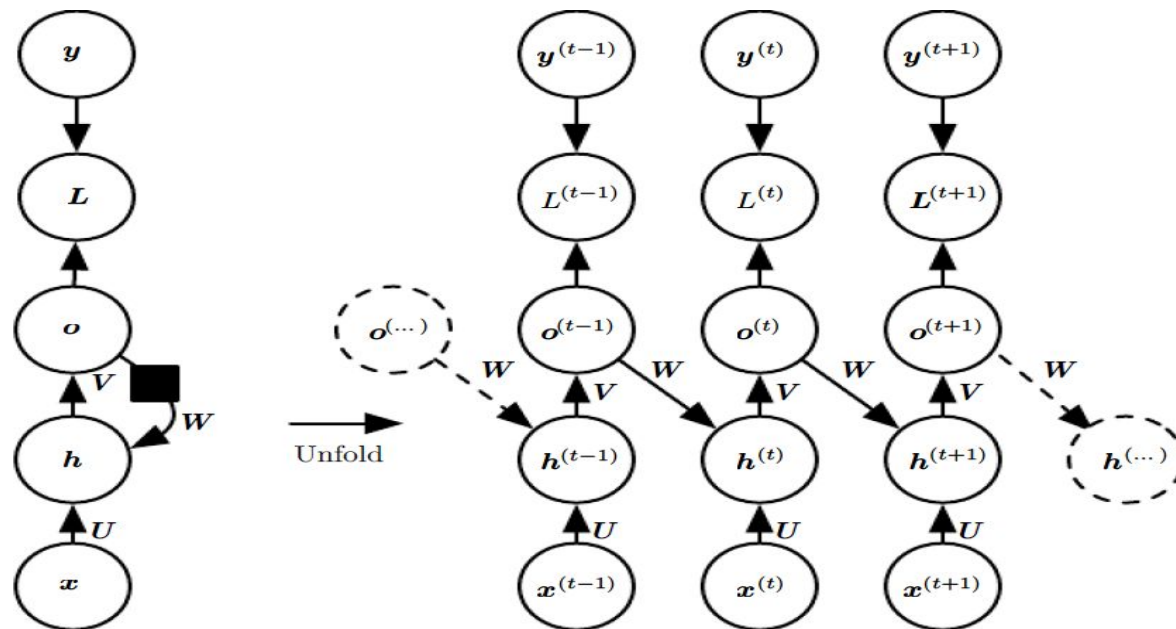 y y^(t−1) y^(t) y^(t+1)
L L^(t−1) L^(t) L^(t+1)
o o^(...) o^(t−1) o^(t) o^(t+1)
V W W W W
W V V V
h Unfold h^(t−1) h^(t) h^(t+1) h^(...)
U U U U
x x^(t−1) x^(t) x^(t+1)